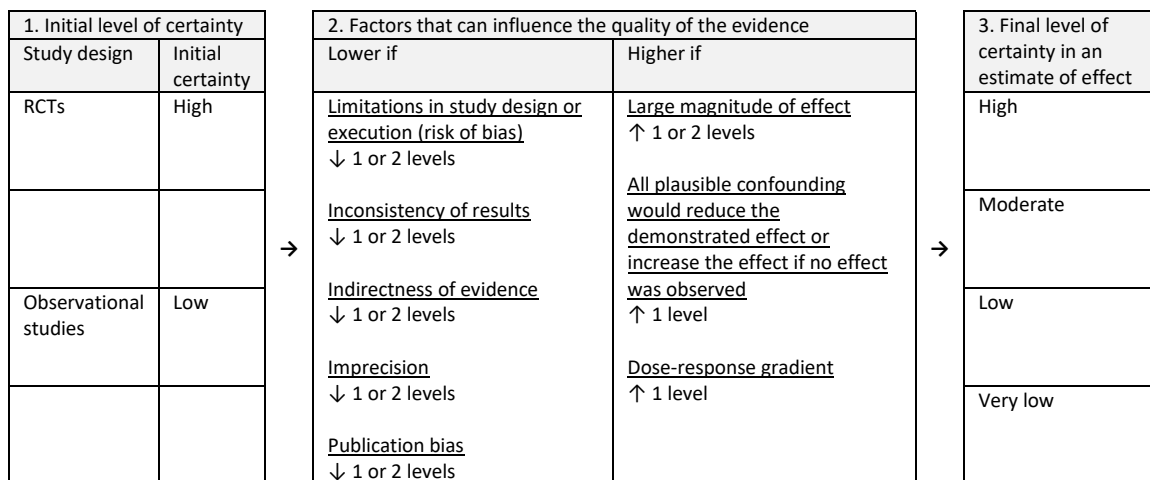 1. Initial level of certainty
Study design
Initial
certainty
RCTs
High
Observational
studies
Low
→
2. Factors that can influence the quality of the evidence
Lower if
Limitations in study design or
execution (risk of bias)
↓ 1 or 2 levels
Inconsistency of results
↓ 1 or 2 levels
Indirectness of evidence
↓ 1 or 2 levels
Imprecision
↓ 1 or 2 levels
Publication bias
↓ 1 or 2 levels
Higher if
Large magnitude of effect
↑ 1 or 2 levels
All plausible confounding
would reduce the
demonstrated effect or
increase the effect if no effect
was observed
↑ 1 level
Dose-response gradient
↑ 1 level
→
3. Final level of
certainty in an
estimate of effect
High
Moderate
Low
Very low